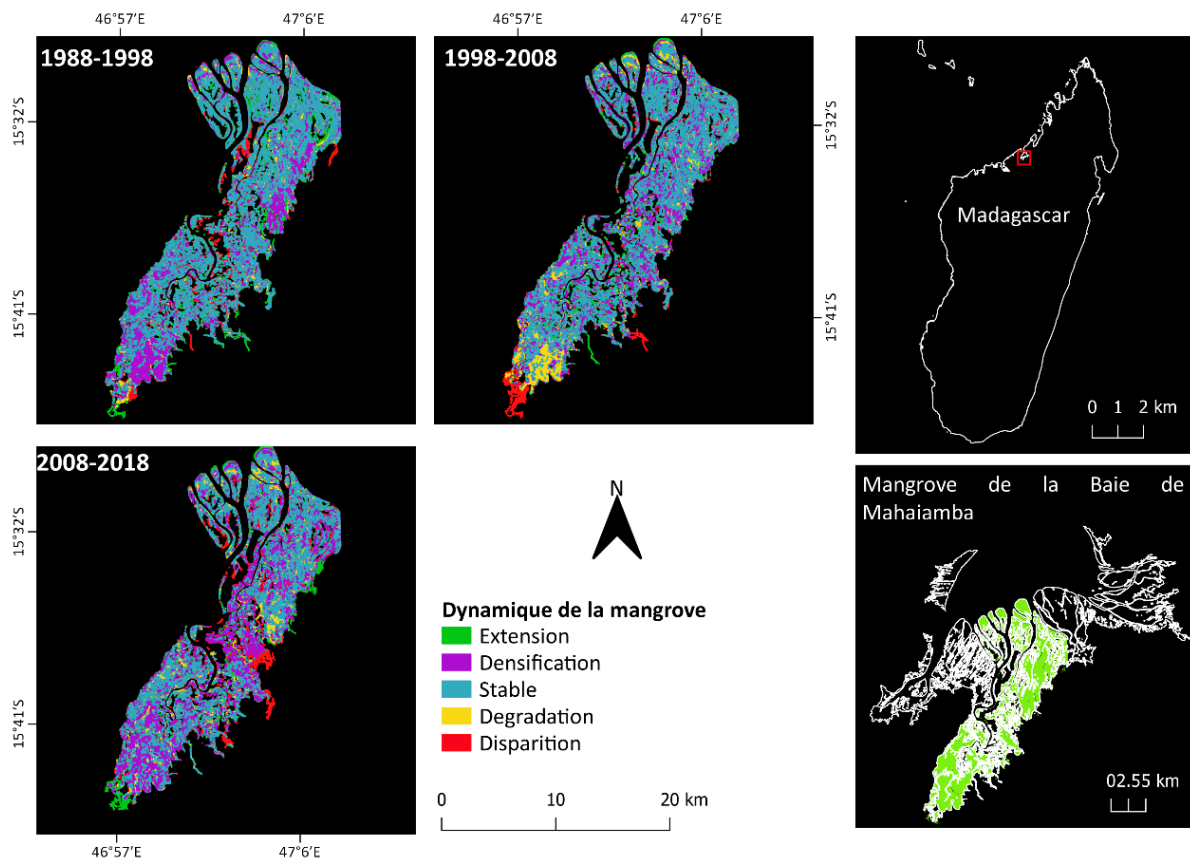 46°57'E 47°6'E 46°57'E 47°6'E
1988-1998
1998-2008
15°32'S
15°32'S
15°41'S
15°41'S
Madagascar
0 1 2 km
2008-2018
15°32'S
15°41'S
46°57'E 47°6'E
N
Dynamique de la mangrove
Extension
Densification
Stable
Degradation
Disparition
0 10 20 km
Mangrove de la Baie de
Mahaiamba
02.55 km